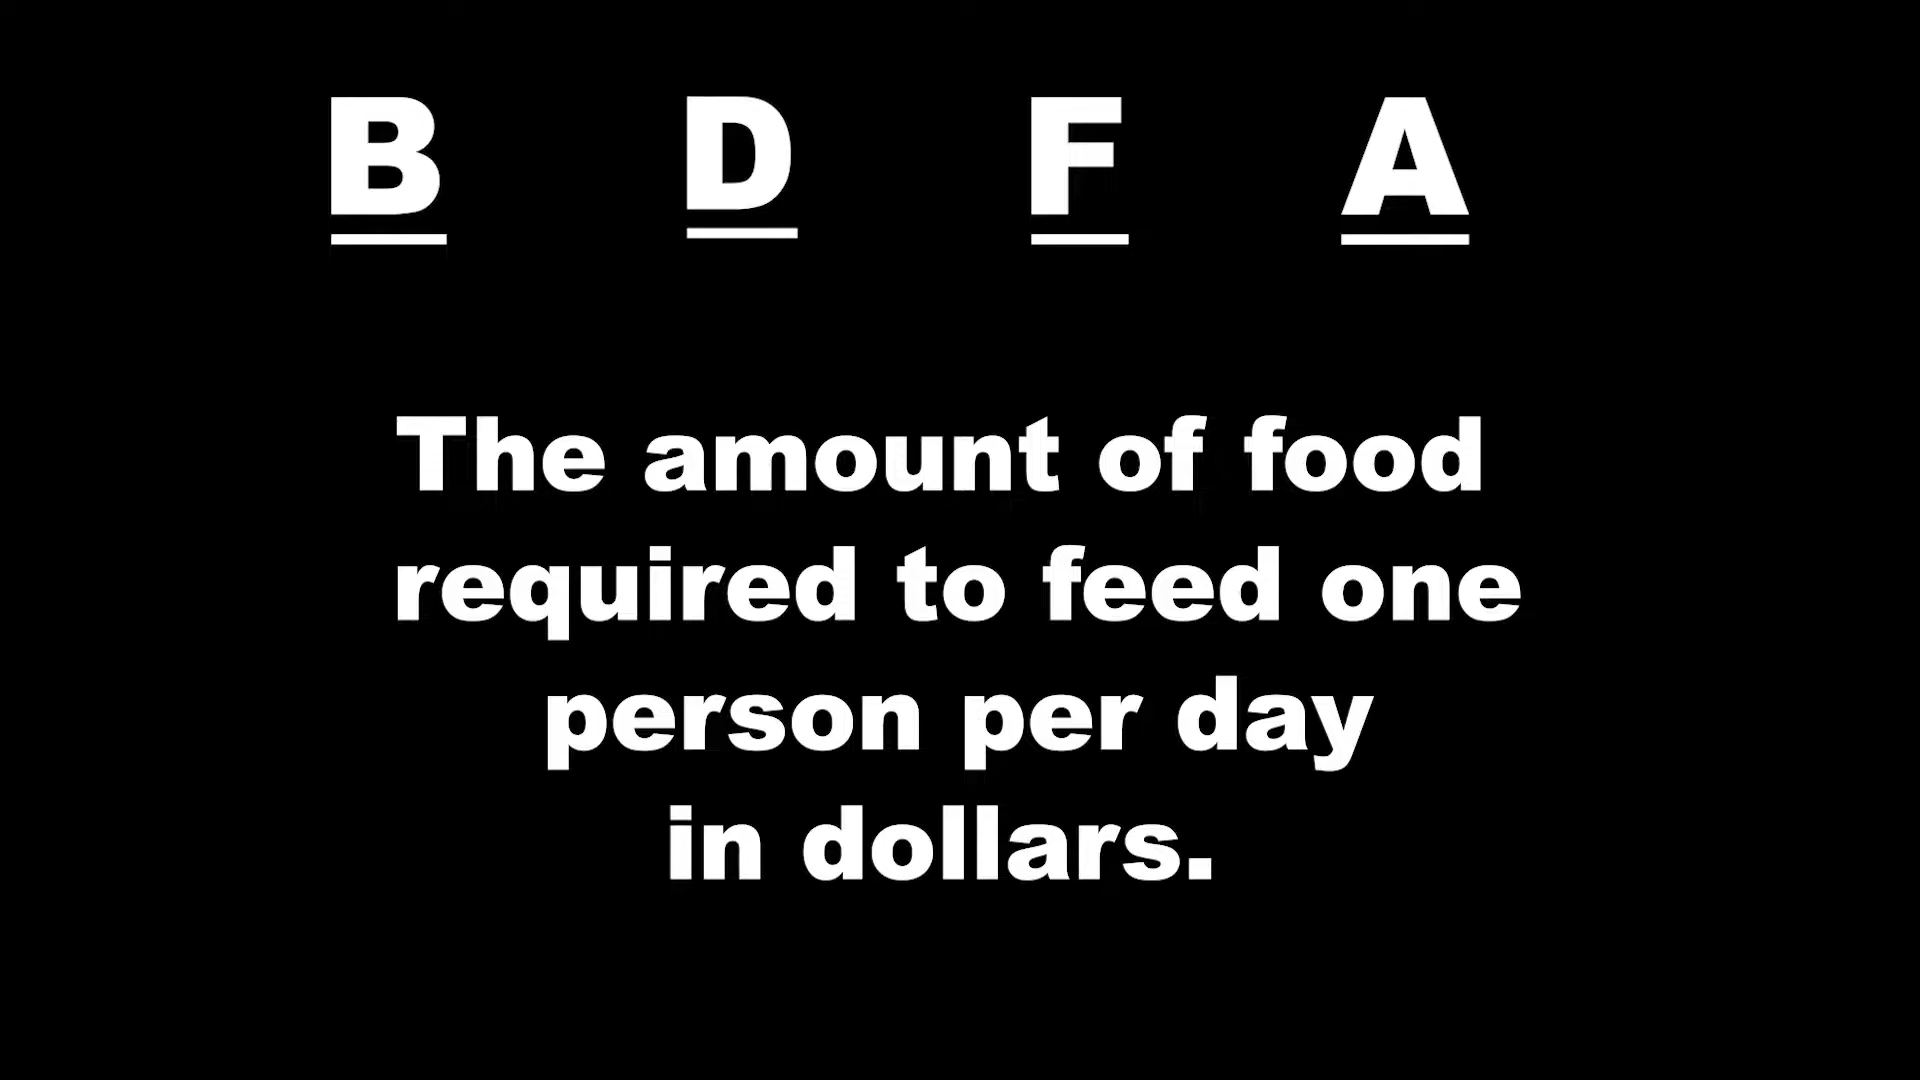 B D F A
The amount of food
required to feed one
person per day
in dollars.